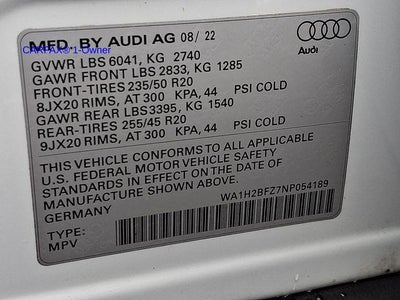 MFD. BY AUDI AG 08/ 22
CARFAX® 1-Owner
Audi
GVWR LBS 6041, KG 2740
GAWR FRONT LBS 2833, KG 1285
FRONT-TIRES 235/50 R20
8JX20 RIMS, AT 300 KPA, 44 PSI COLD
GAWR REAR LBS3395, KG 1540
REAR-TIRES 255/45 R20
9JX20 RIMS, AT 300 KPA, 44 PSI COLD
THIS VEHICLE CONFORMS TO ALL APPLICABLE
U.S. FEDERAL MOTOR VEHICLE SAFETY
STANDARDS IN EFFECT ON THE DATE OF
MANUFACTURE SHOWN ABOVE.
GERMANY
WA1H2BFZ7NP054189
TYPE:
MPV